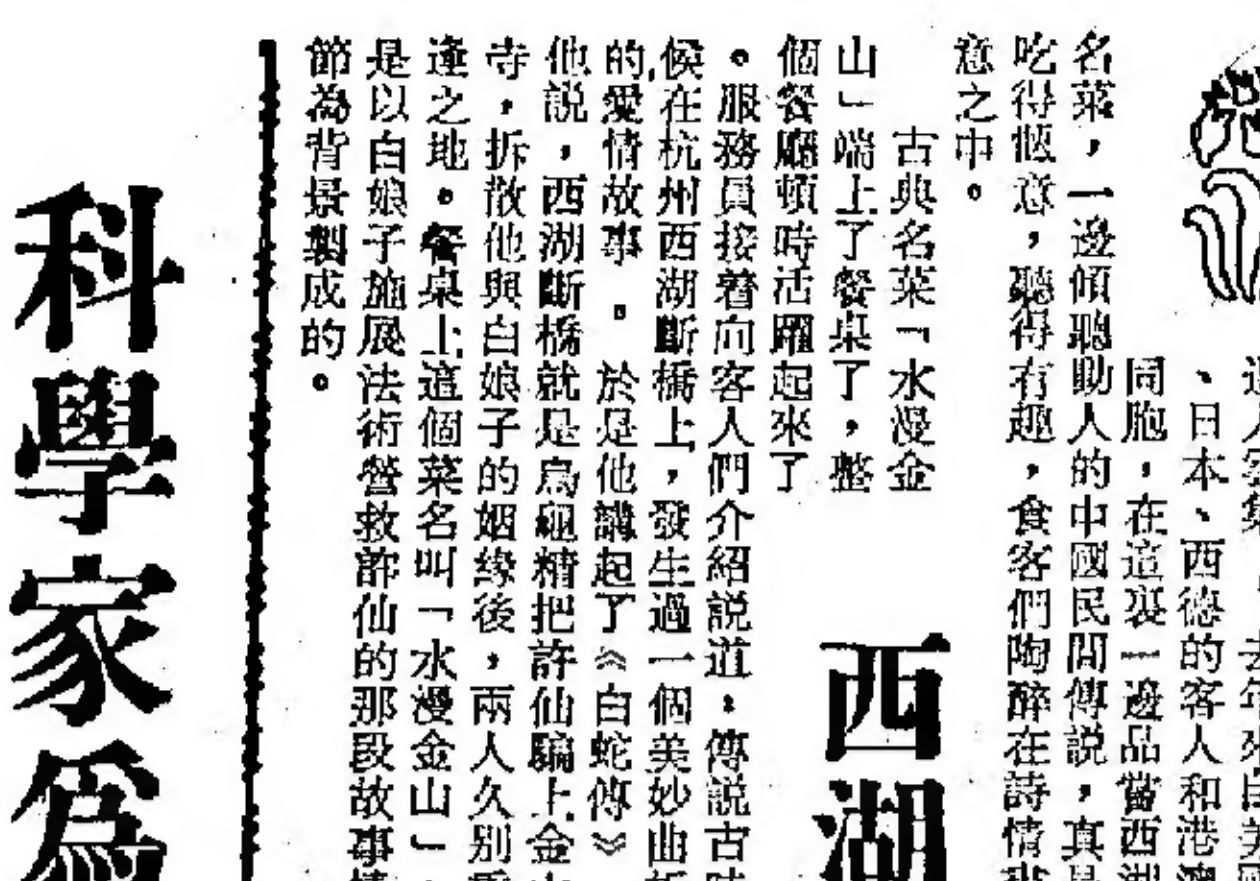 、日本、西德的客人和港澳
同胞，在這裏一邊品嘗西湖
名菜，一邊傾聽動人的中國民間傳説，真
吃得愜意，聽得有趣，食客們陶醉在詩情
意之中。
西湖
古典名菜「水漫金
山」端上了餐桌了，整
個餐廳頓時活躍起來了
。服務員接着向客人們介紹説道：傳説古
候在杭州西湖斷橋上，發生過一個美妙曲
的愛情故事。於是他講起了《白蛇傳》
他説，西湖斷橋就是烏龜精把許仙騙上金
寺，拆散他與白娘子的姻緣後，兩人久别
逢之地。餐桌上這個菜名叫「水漫金山」，
是以白娘子施展法術營救許仙的那段故事
節為背景製成的。
科學家爲